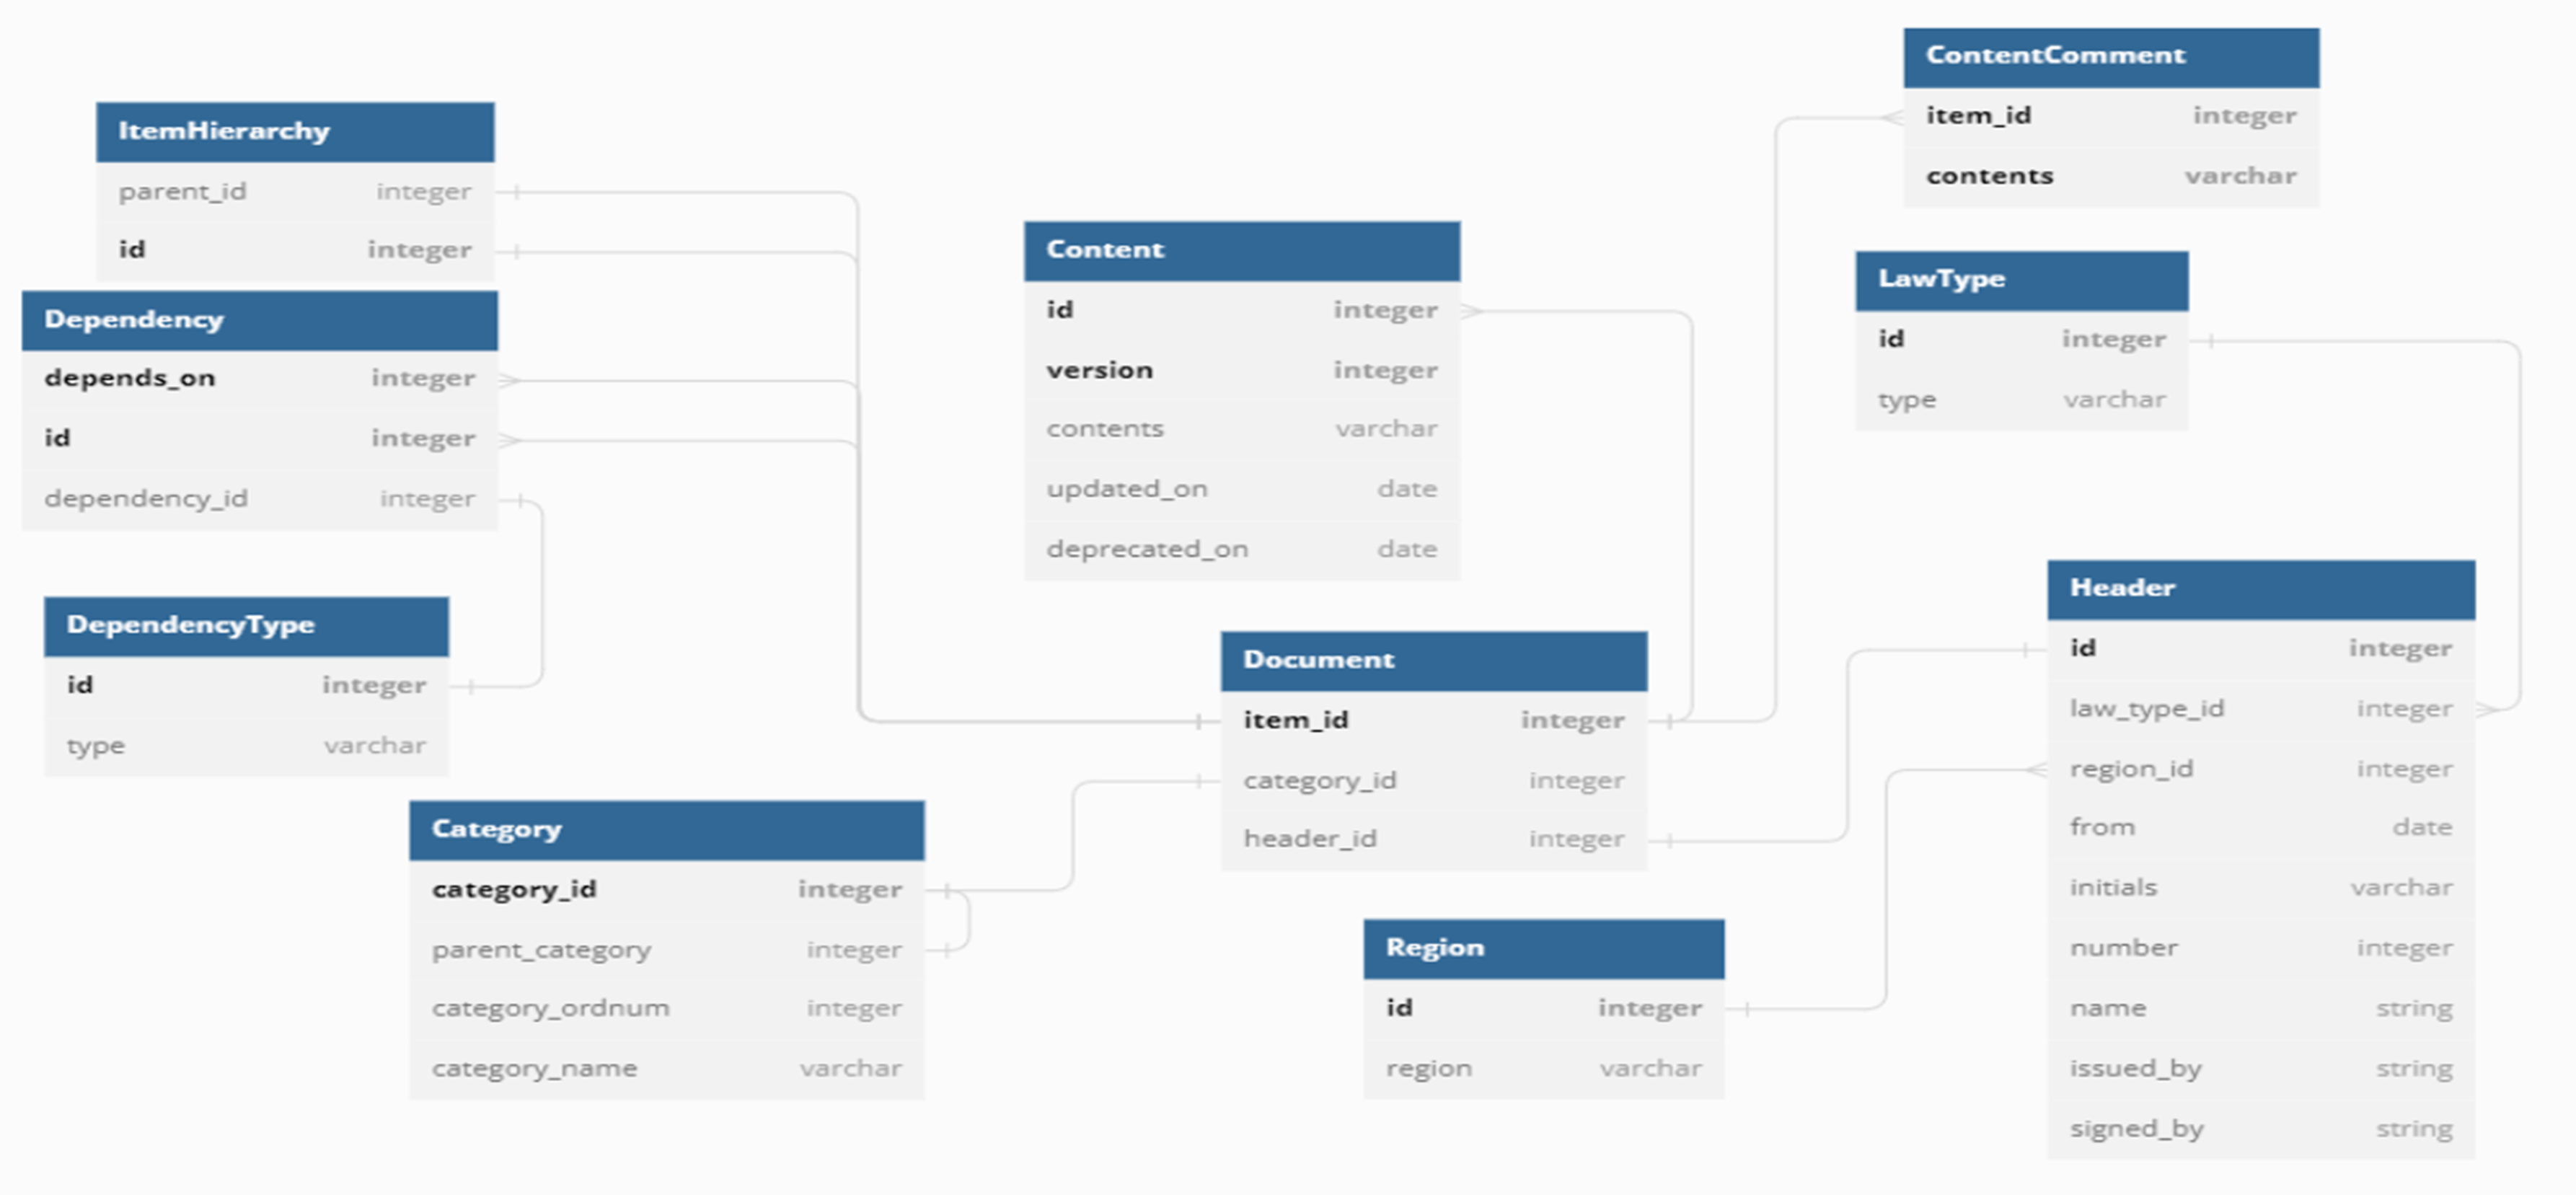 ItemHierarchy
parent_id integer
id integer
Dependency
depends_on integer
id integer
dependency_id integer
DependencyType
id integer
type varchar
Category
category_id integer
parent_category integer
category_ordnum integer
category_name varchar
Content
id integer
version integer
contents varchar
updated_on date
deprecated_on date
Document
item_id integer
category_id integer
header_id integer
Region
id integer
region varchar
ContentComment
item_id integer
contents varchar
LawType
id integer
type varchar
Header
id integer
law_type_id integer
region_id integer
from date
initials varchar
number integer
name string
issued_by string
signed_by string